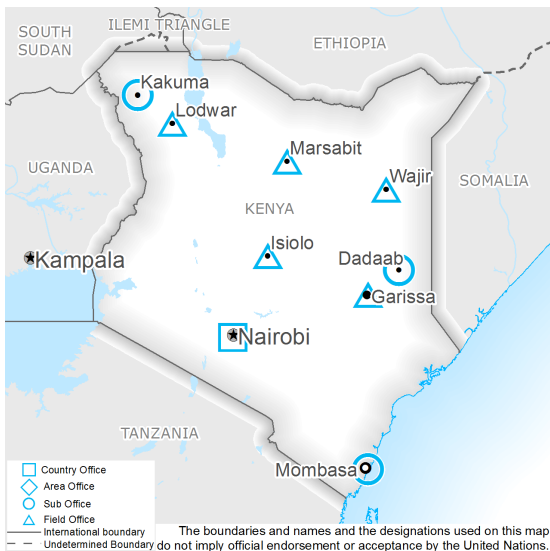 SOUTH
SUDAN
ILEMI TRIANGLE
ETHIOPIA
Kakuma
Lodwar
Marsabit
Wajir
UGANDA
SOMALIA
KENYA
Isiolo
Kampala
Dadaab
Garissa
Nairobi
TANZANIA
Mombasa
Country Office
Area Office
Sub Office
Field Office
International boundary
Undetermined Boundary
The boundaries and names and the designations used on this map
do not imply official endorsement or acceptance by the United Nations.